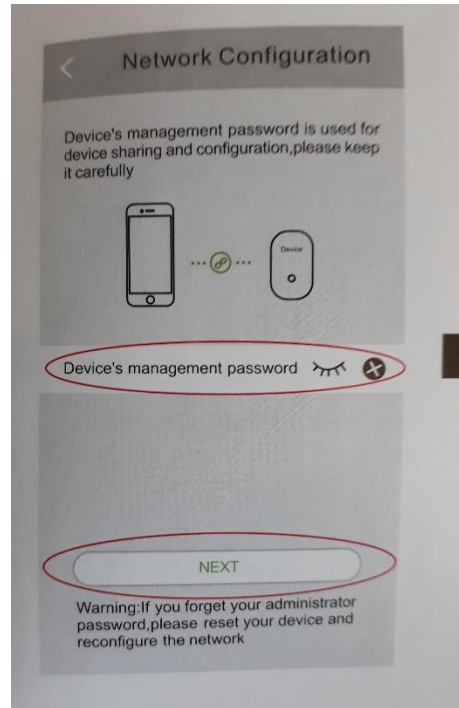 Network Configuration
Device's management password is used for
device sharing and configuration,please keep
it carefully
Device
Device's management password
NEXT
Warning:If you forget your administrator
password,please reset your device and
reconfigure the network